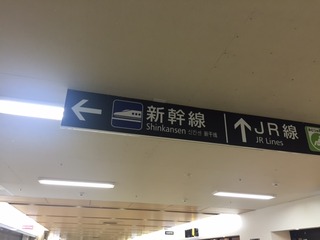 新幹線
Shinkansen
JR線
JR Lines